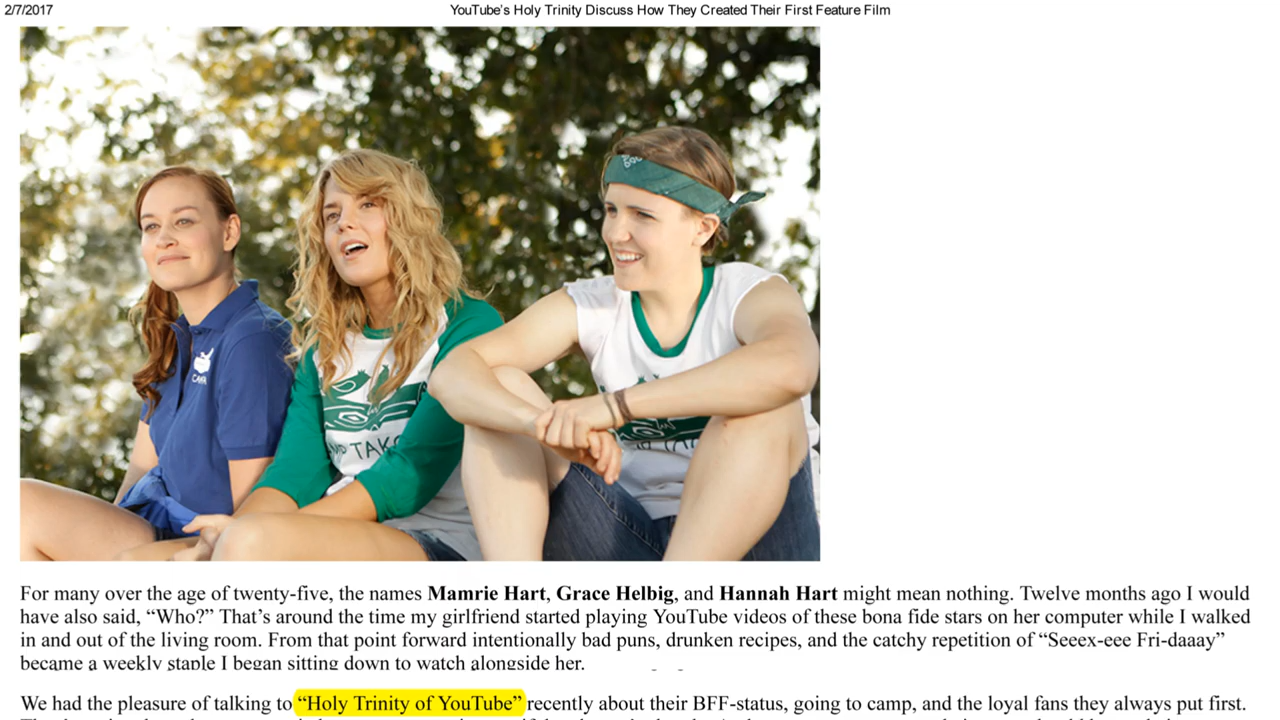 2/7/2017 YouTube's Holy Trinity Discuss How They Created Their First Feature Film
CAMP
TAK
For many over the age of twenty-five, the names Mamrie Hart, Grace Helbig, and Hannah Hart might mean nothing. Twelve months ago I would
have also said, “Who?” That’s around the time my girlfriend started playing YouTube videos of these bona fide stars on her computer while I walked
in and out of the living room. From that point forward intentionally bad puns, drunken recipes, and the catchy repetition of “Seeex-eee Fri-daaay”
became a weekly staple I began sitting down to watch alongside her.
We had the pleasure of talking to “Holy Trinity of YouTube” recently about their BFF-status, going to camp, and the loyal fans they always put first.